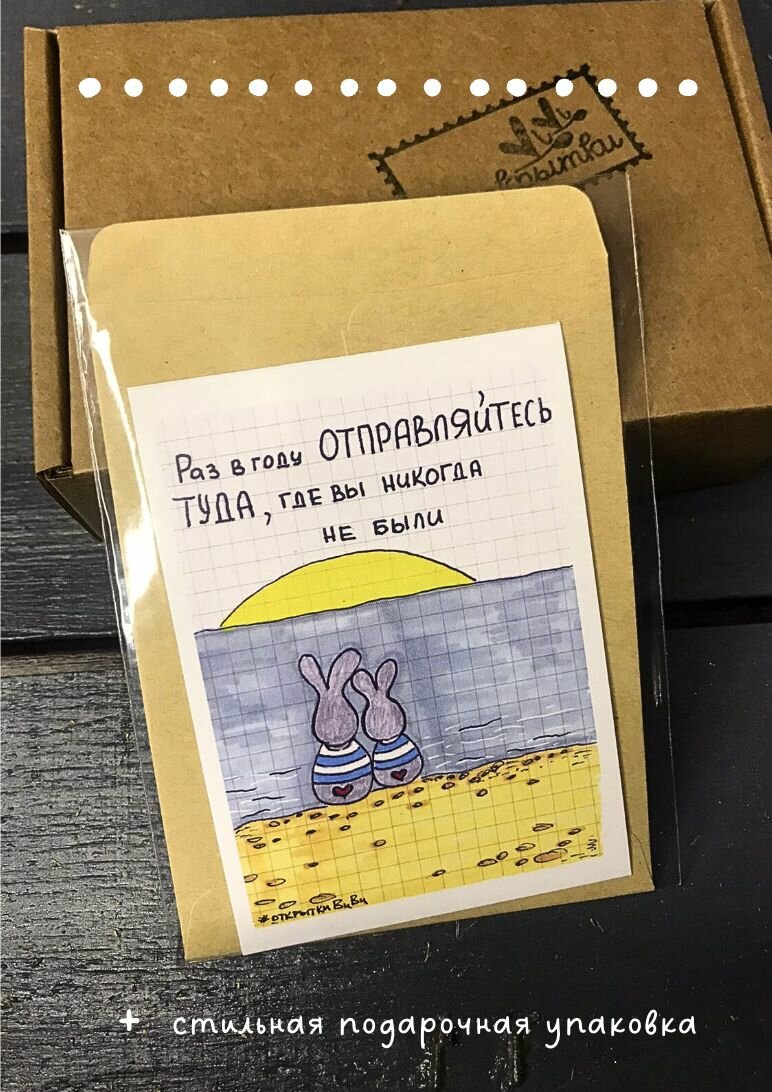 Раз в году ОТПРАВЛЯЙТЕСЬ
ТУДА, ГДЕ ВЫ НИКОГДА
НЕ БЫЛИ
#ОТКРЫТКИВиВи
+ стильная подарочная упаковка